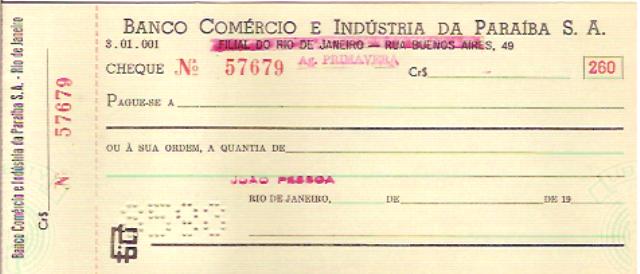 Banco Comércio e Indústria da Paraíba S.A. - Rio de Janeiro
Cr$
Nº 57679
BANCO COMÉRCIO E INDÚSTRIA DA PARAÍBA S. A.
3.01.001 FILIAL DO RIO DE JANEIRO — RUA BUENOS AIRES, 49
CHEQUE Nº 57679 Ag. PRIMAVERA Cr$ 260
PAGUE-SE A
OU À SUA ORDEM, A QUANTIA DE
JOÃO PESSOA
RIO DE JANEIRO, DE DE 19